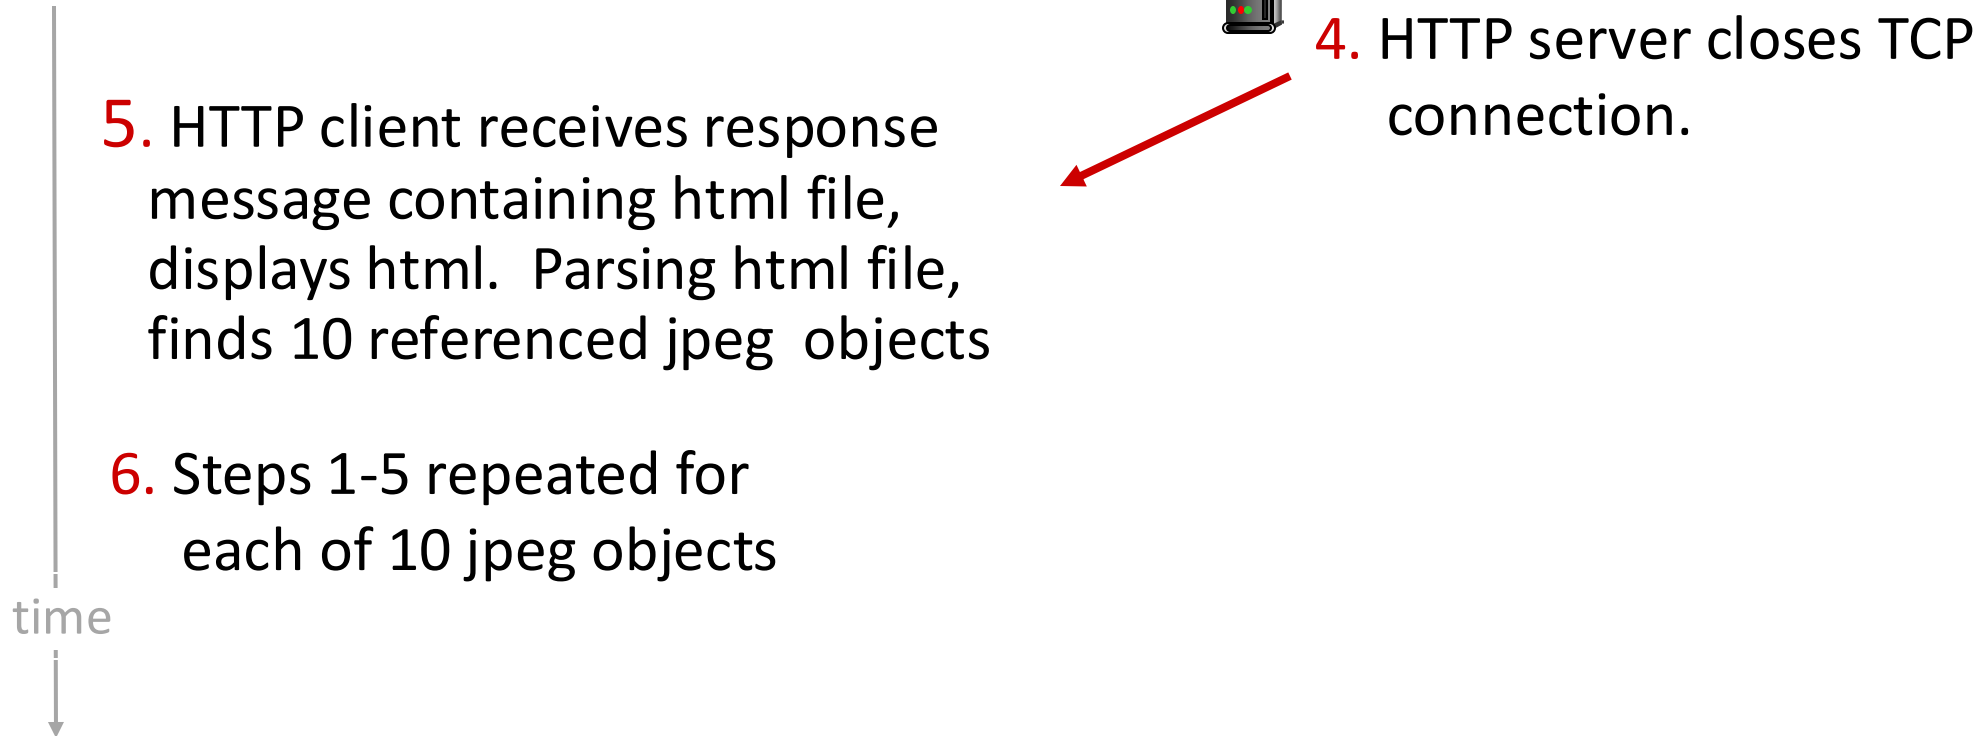 4. HTTP server closes TCP
connection.
5. HTTP client receives response
message containing html file,
displays html.  Parsing html file,
finds 10 referenced jpeg  objects
6. Steps 1-5 repeated for
each of 10 jpeg objects
time